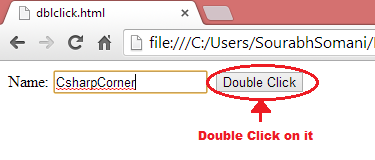 dblclick.html
file:///C:/Users/SourabhSomani/
Name: CsharpCorner Double Click
Double Click on it